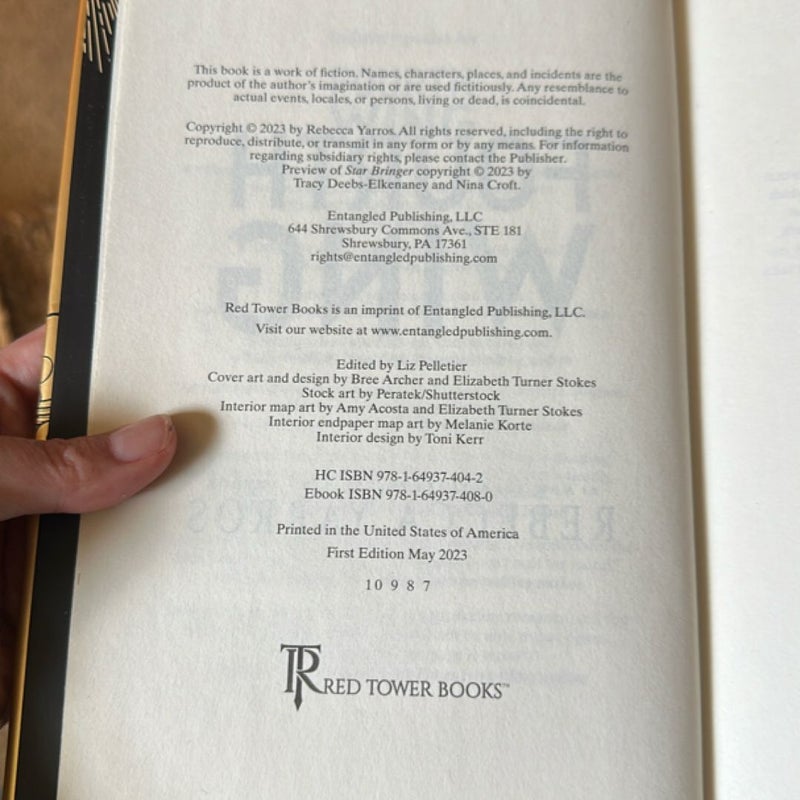 This book is a work of fiction. Names, characters, places, and incidents are the
product of the author's imagination or are used fictitiously. Any resemblance to
actual events, locales, or persons, living or dead, is coincidental.
Copyright © 2023 by Rebecca Yarros. All rights reserved, including the right to
reproduce, distribute, or transmit in any form or by any means. For information
regarding subsidiary rights, please contact the Publisher.
Preview of Star Bringer copyright © 2023 by
Tracy Deebs-Elkenaney and Nina Croft.
Entangled Publishing, LLC
644 Shrewsbury Commons Ave., STE 181
Shrewsbury, PA 17361
rights@entangledpublishing.com
Red Tower Books is an imprint of Entangled Publishing, LLC.
Visit our website at www.entangledpublishing.com.
Edited by Liz Pelletier
Cover art and design by Bree Archer and Elizabeth Turner Stokes
Stock art by Peratek/Shutterstock
Interior map art by Amy Acosta and Elizabeth Turner Stokes
Interior endpaper map art by Melanie Korte
Interior design by Toni Kerr
HC ISBN 978-1-64937-404-2
Ebook ISBN 978-1-64937-408-0
Printed in the United States of America
First Edition May 2023
10 9 8 7
TR RED TOWER BOOKS™